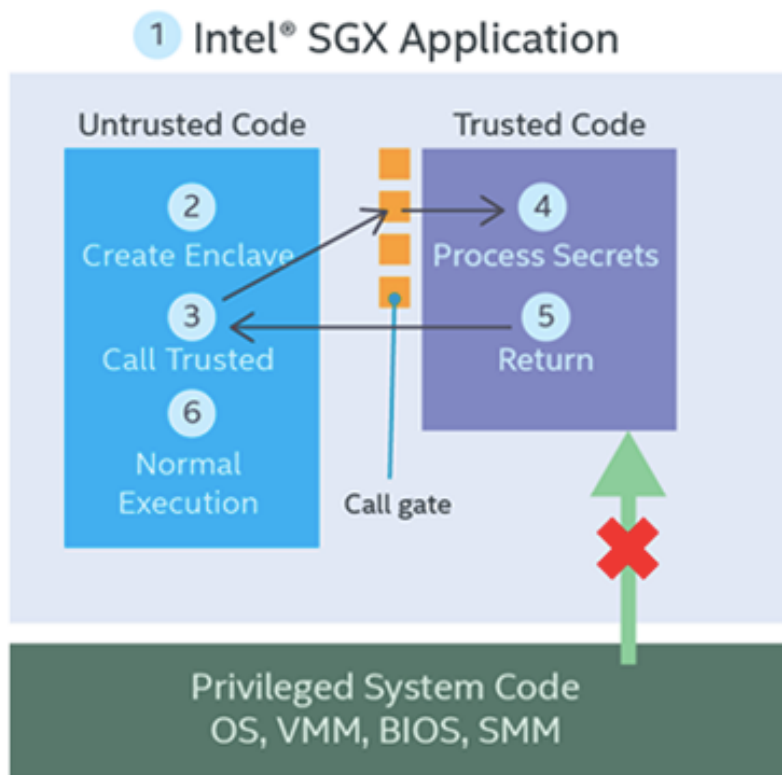 1 Intel® SGX Application
Untrusted Code
Trusted Code
2
Create Enclave
3
Call Trusted
6
Normal
Execution
Call gate
4
Process Secrets
5
Return
Privileged System Code
OS, VMM, BIOS, SMM